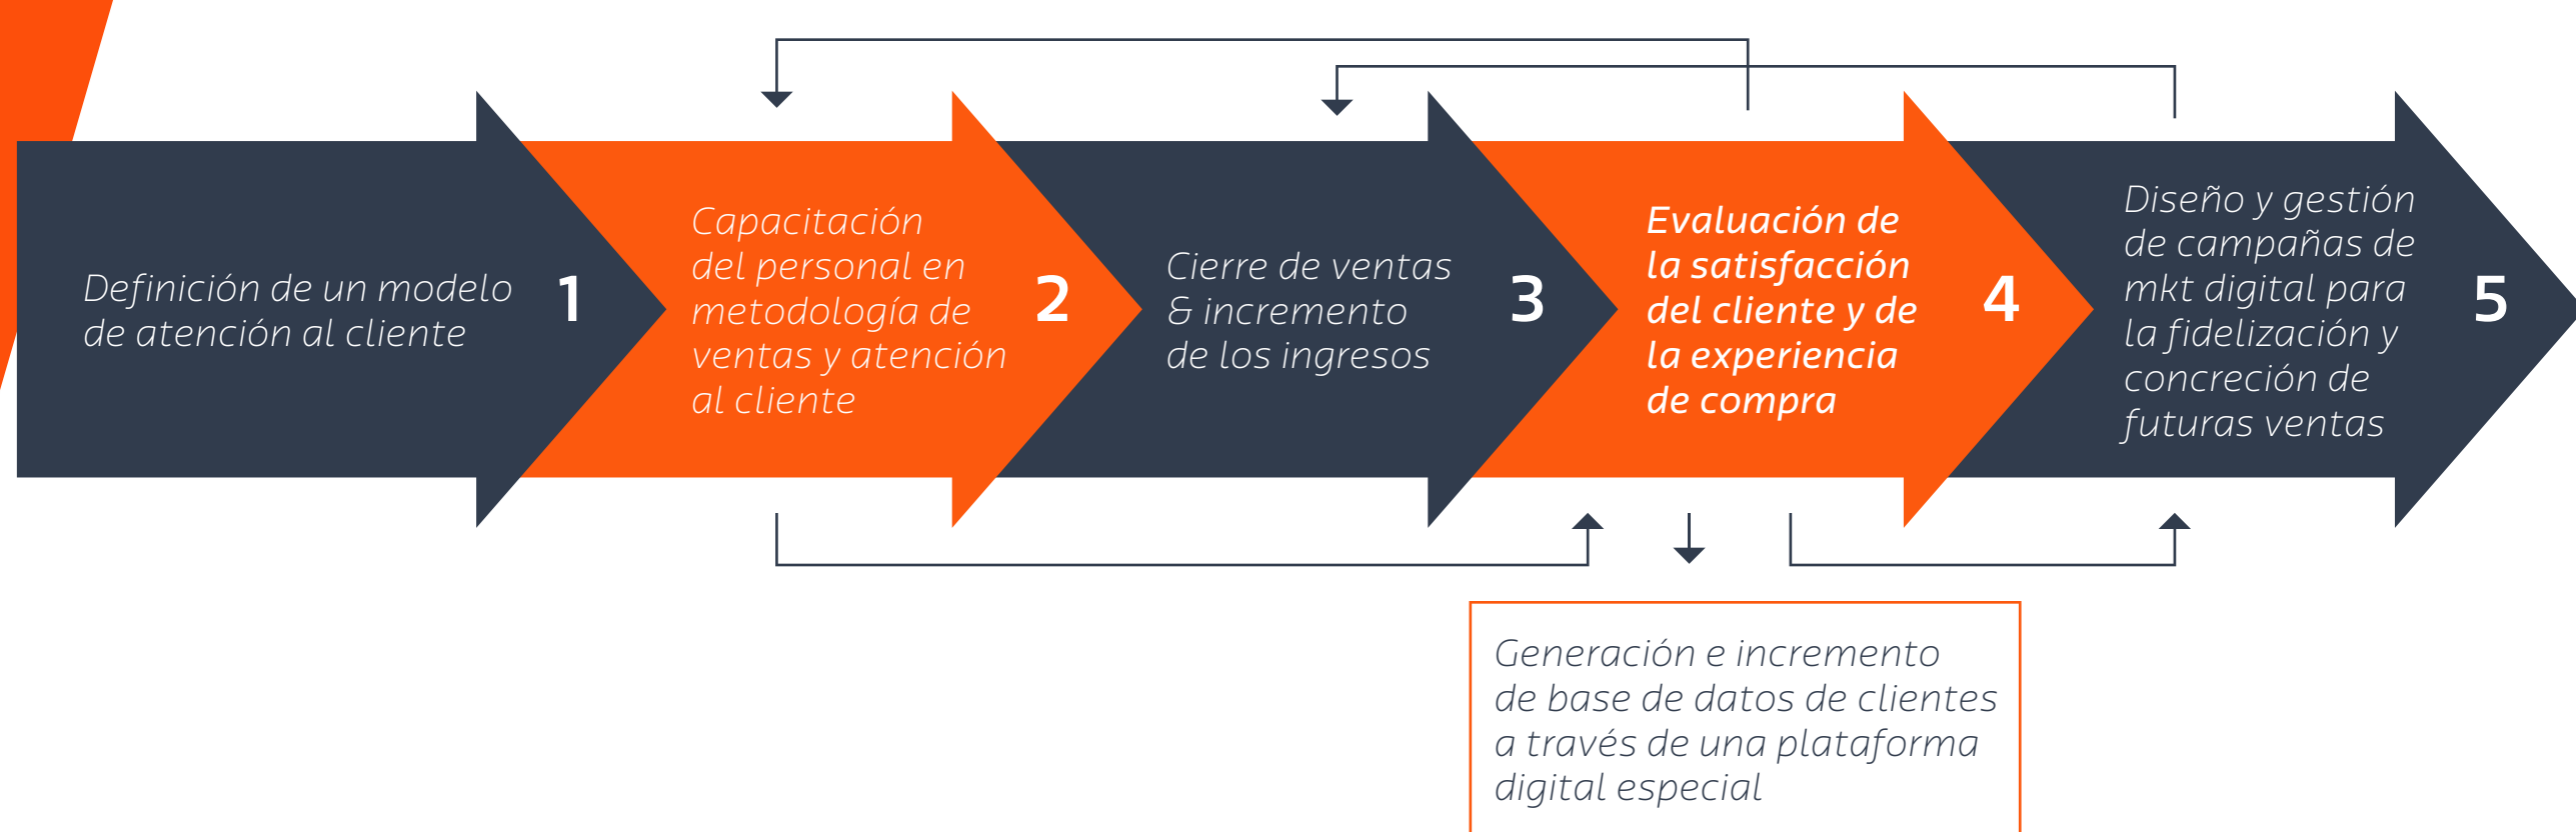 Definición de un modelo
de atención al cliente
1
Capacitación
del personal en
metodología de
ventas y atención
al cliente
2
Cierre de ventas
& incremento
de los ingresos
3
Evaluación de
la satisfacción
del cliente y de
la experiencia
de compra
4
Diseño y gestión
de campañas de
mkt digital para
la fidelización y
concreción de
futuras ventas
5
Generación e incremento
de base de datos de clientes
a través de una plataforma
digital especial